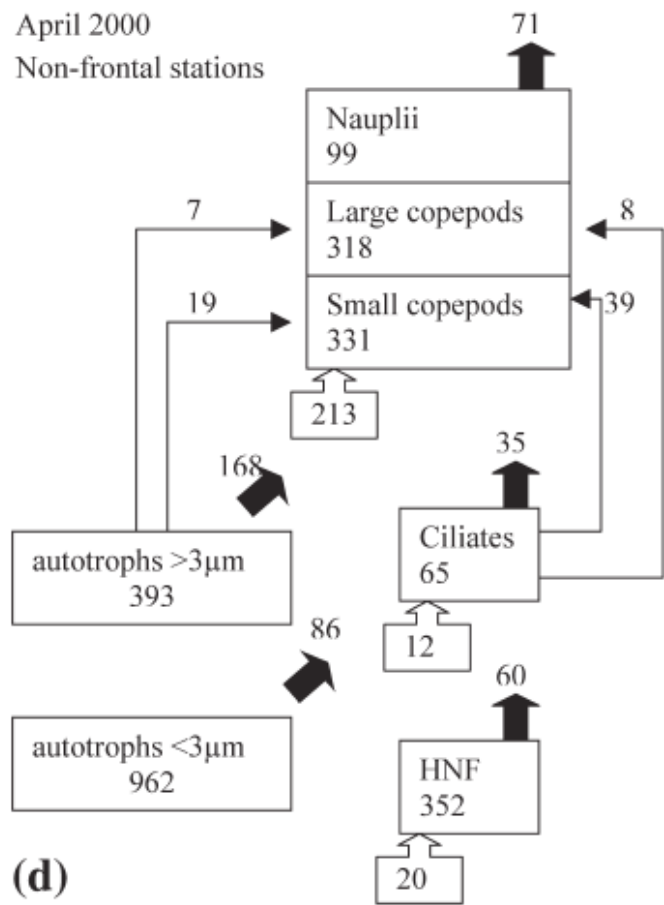 April 2000
Non-frontal stations
71
Nauplii
99
7
Large copepods
318
8
19
Small copepods
331
39
213
168
35
autotrophs >3µm
393
Ciliates
65
86
12
60
autotrophs <3µm
962
HNF
352
20
(d)